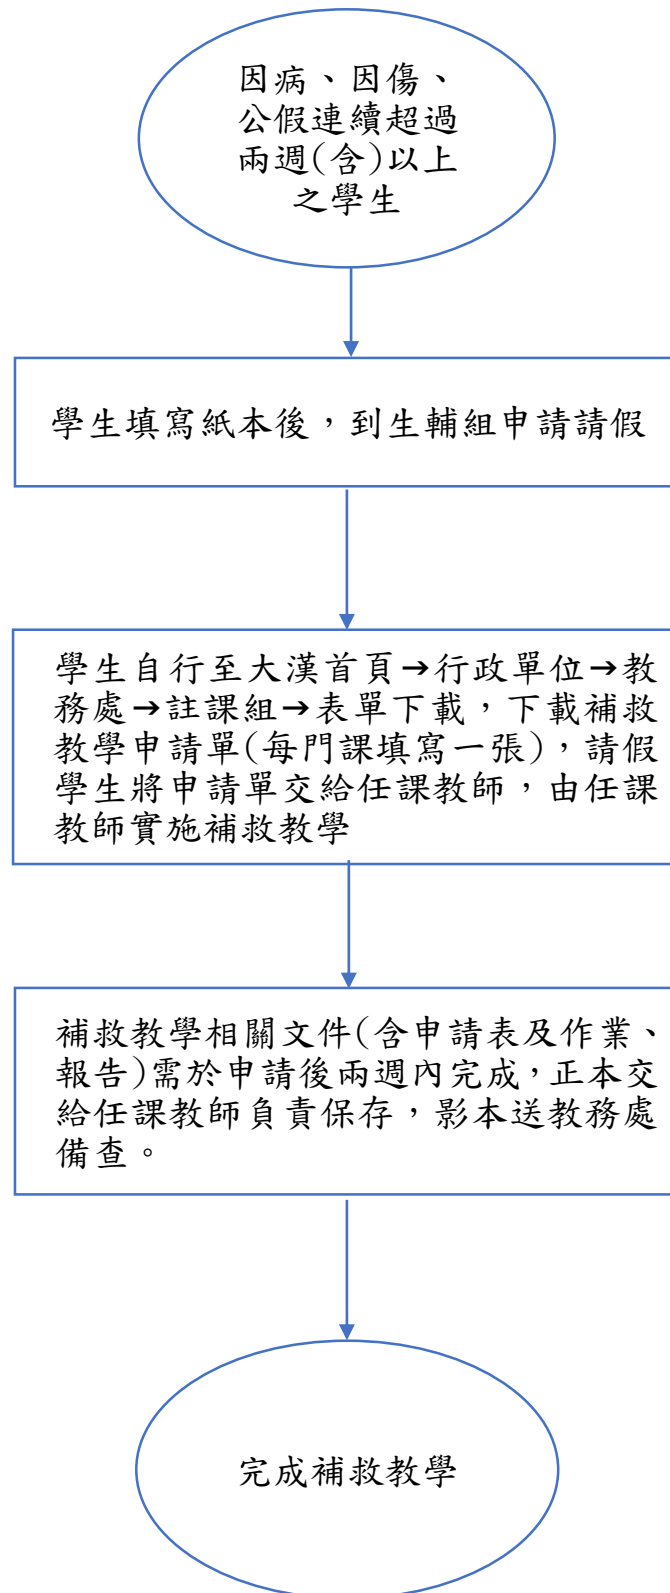 因病、因傷、
公假連續超過
兩週(含)以上
之學生
學生填寫紙本後，到生輔組申請請假
學生自行至大漢首頁→行政單位→教
務處→註課組→表單下載，下載補救
教學申請單(每門課填寫一張)，請假
學生將申請單交給任課教師，由任課
教師實施補救教學
補救教學相關文件(含申請表及作業、
報告)需於申請後兩週內完成，正本交
給任課教師負責保存，影本送教務處
備查。
完成補救教學